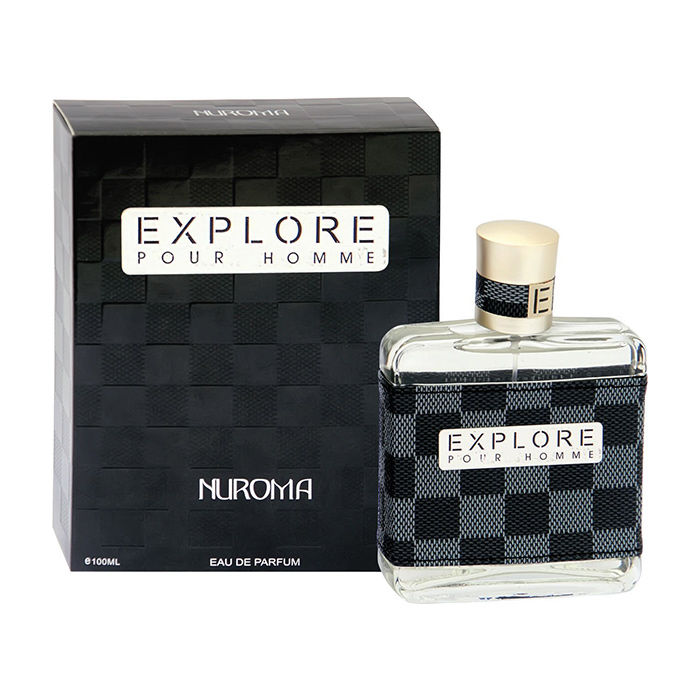 NUROMA
EXPLORE
POUR HOMME
NUROMA
℮100ML
EAU DE PARFUM
E
EXPLORE
POUR HOMME